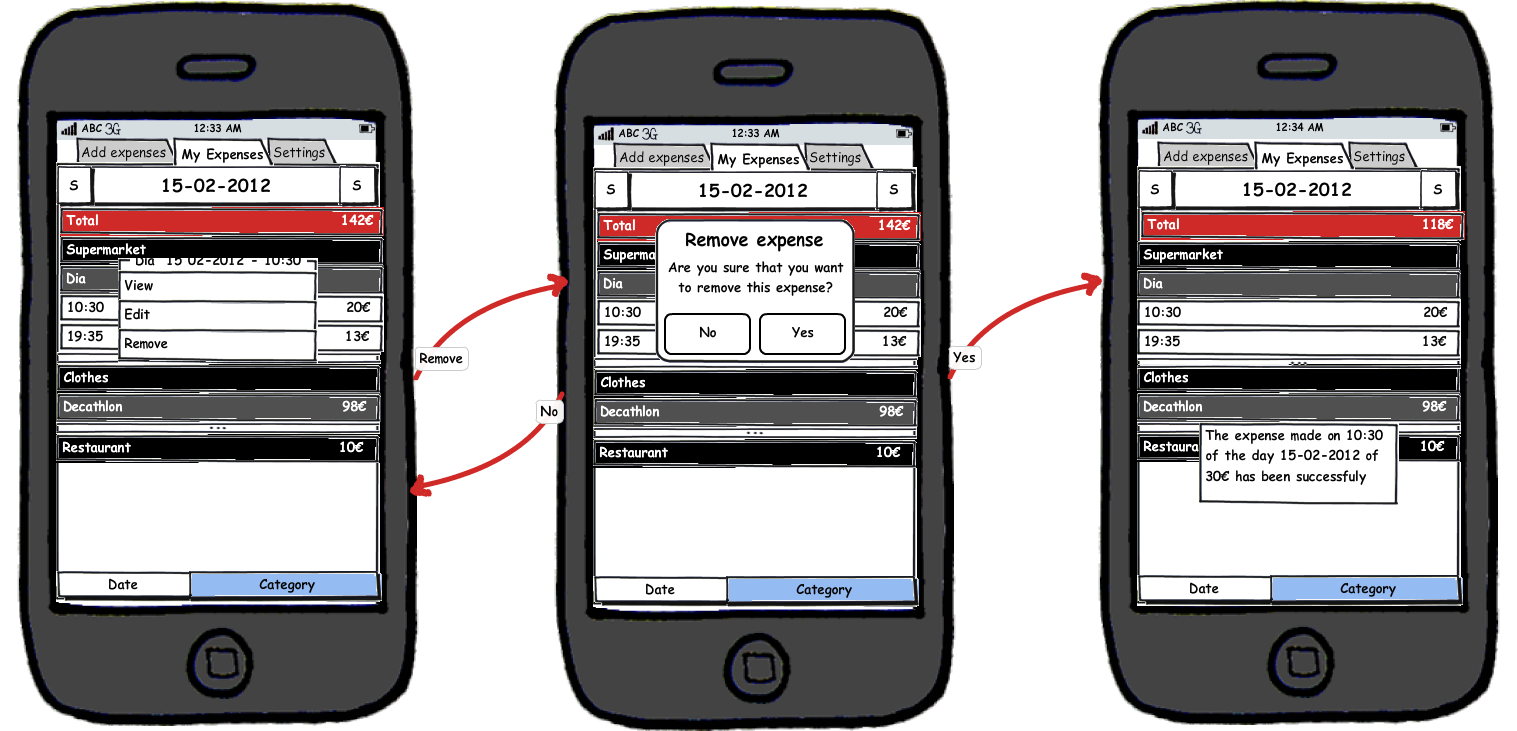 ABC 3G 12:33 AM
Add expenses My Expenses Settings
S 15-02-2012 S
Total 142€
Supermarket
Dia 15 02-2012 - 10:30
Dia
View
10:30 20€
Edit
19:35 13€
Remove
Clothes
Decathlon 98€
...
Restaurant 10€
Date Category
Remove
No
ABC 3G 12:33 AM
Add expenses My Expenses Settings
S 15-02-2012 S
Total 142€
Remove expense
Superma
Are you sure that you want
to remove this expense?
Dia
10:30 20€
No Yes
19:35 13€
Clothes
Decathlon 98€
...
Restaurant 10€
Date Category
Yes
ABC 3G 12:34 AM
Add expenses My Expenses Settings
S 15-02-2012 S
Total 118€
Supermarket
Dia
10:30 20€
19:35 13€
...
Clothes
Decathlon 98€
Restaura 10€
The expense made on 10:30
of the day 15-02-2012 of
30€ has been successfuly
Date Category